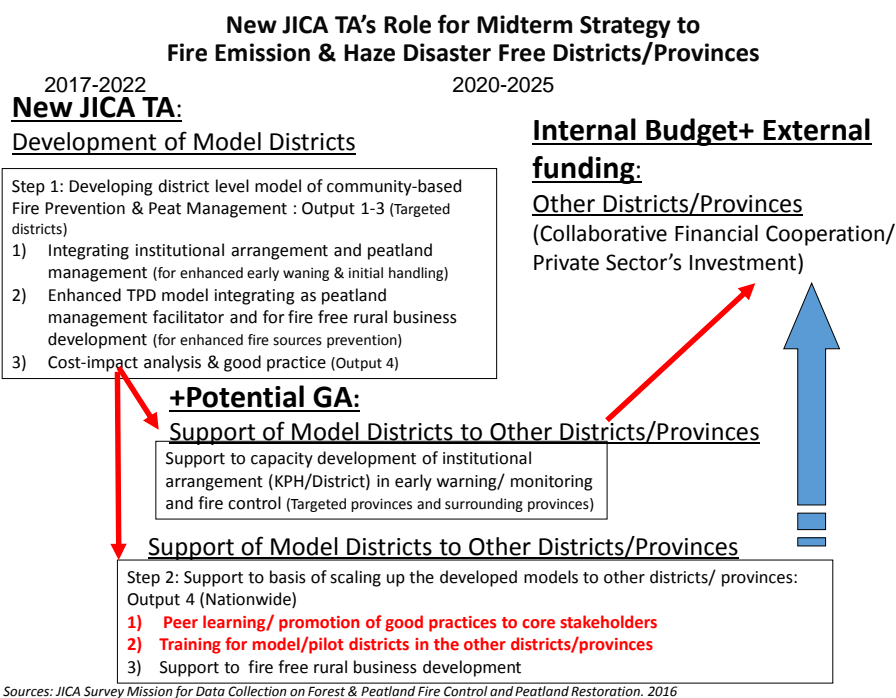 New JICA TA's Role for Midterm Strategy to
Fire Emission & Haze Disaster Free Districts/Provinces
2017-2022
2020-2025
New JICA TA:
Development of Model Districts
Step 1: Developing district level model of community-based
Fire Prevention & Peat Management : Output 1-3 (Targeted
districts)
1) Integrating institutional arrangement and peatland
management (for enhanced early waning & initial handling)
2) Enhanced TPD model integrating as peatland
management facilitator and for fire free rural business
development (for enhanced fire sources prevention)
3) Cost-impact analysis & good practice (Output 4)
Internal Budget+ External
funding:
Other Districts/Provinces
(Collaborative Financial Cooperation/
Private Sector's Investment)
+Potential GA:
Support of Model Districts to Other Districts/Provinces
Support to capacity development of institutional
arrangement (KPH/District) in early warning/ monitoring
and fire control (Targeted provinces and surrounding provinces)
Support of Model Districts to Other Districts/Provinces
Step 2: Support to basis of scaling up the developed models to other districts/ provinces:
Output 4 (Nationwide)
1) Peer learning/ promotion of good practices to core stakeholders
2) Training for model/pilot districts in the other districts/provinces
3) Support to fire free rural business development
Sources: JICA Survey Mission for Data Collection on Forest & Peatland Fire Control and Peatland Restoration. 2016